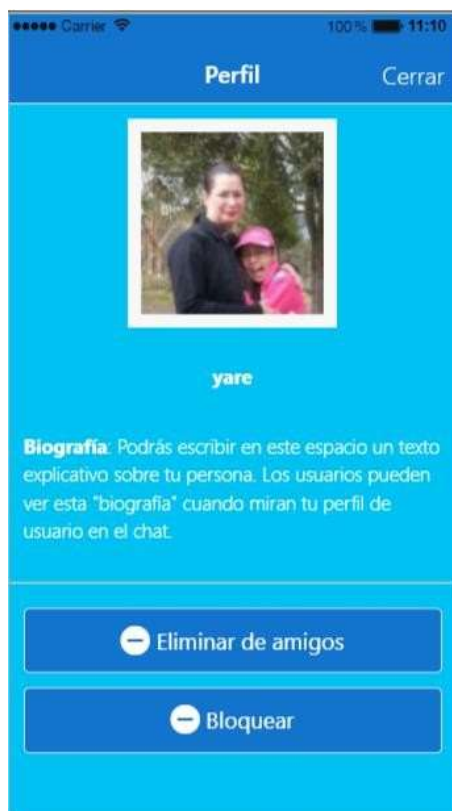 Carrier 100% 11:10
Perfil Cerrar
yare
Biografía: Podrás escribir en este espacio un texto
explicativo sobre tu persona. Los usuarios pueden
ver esta "biografía" cuando miran tu perfil de
usuario en el chat.
Eliminar de amigos
Bloquear